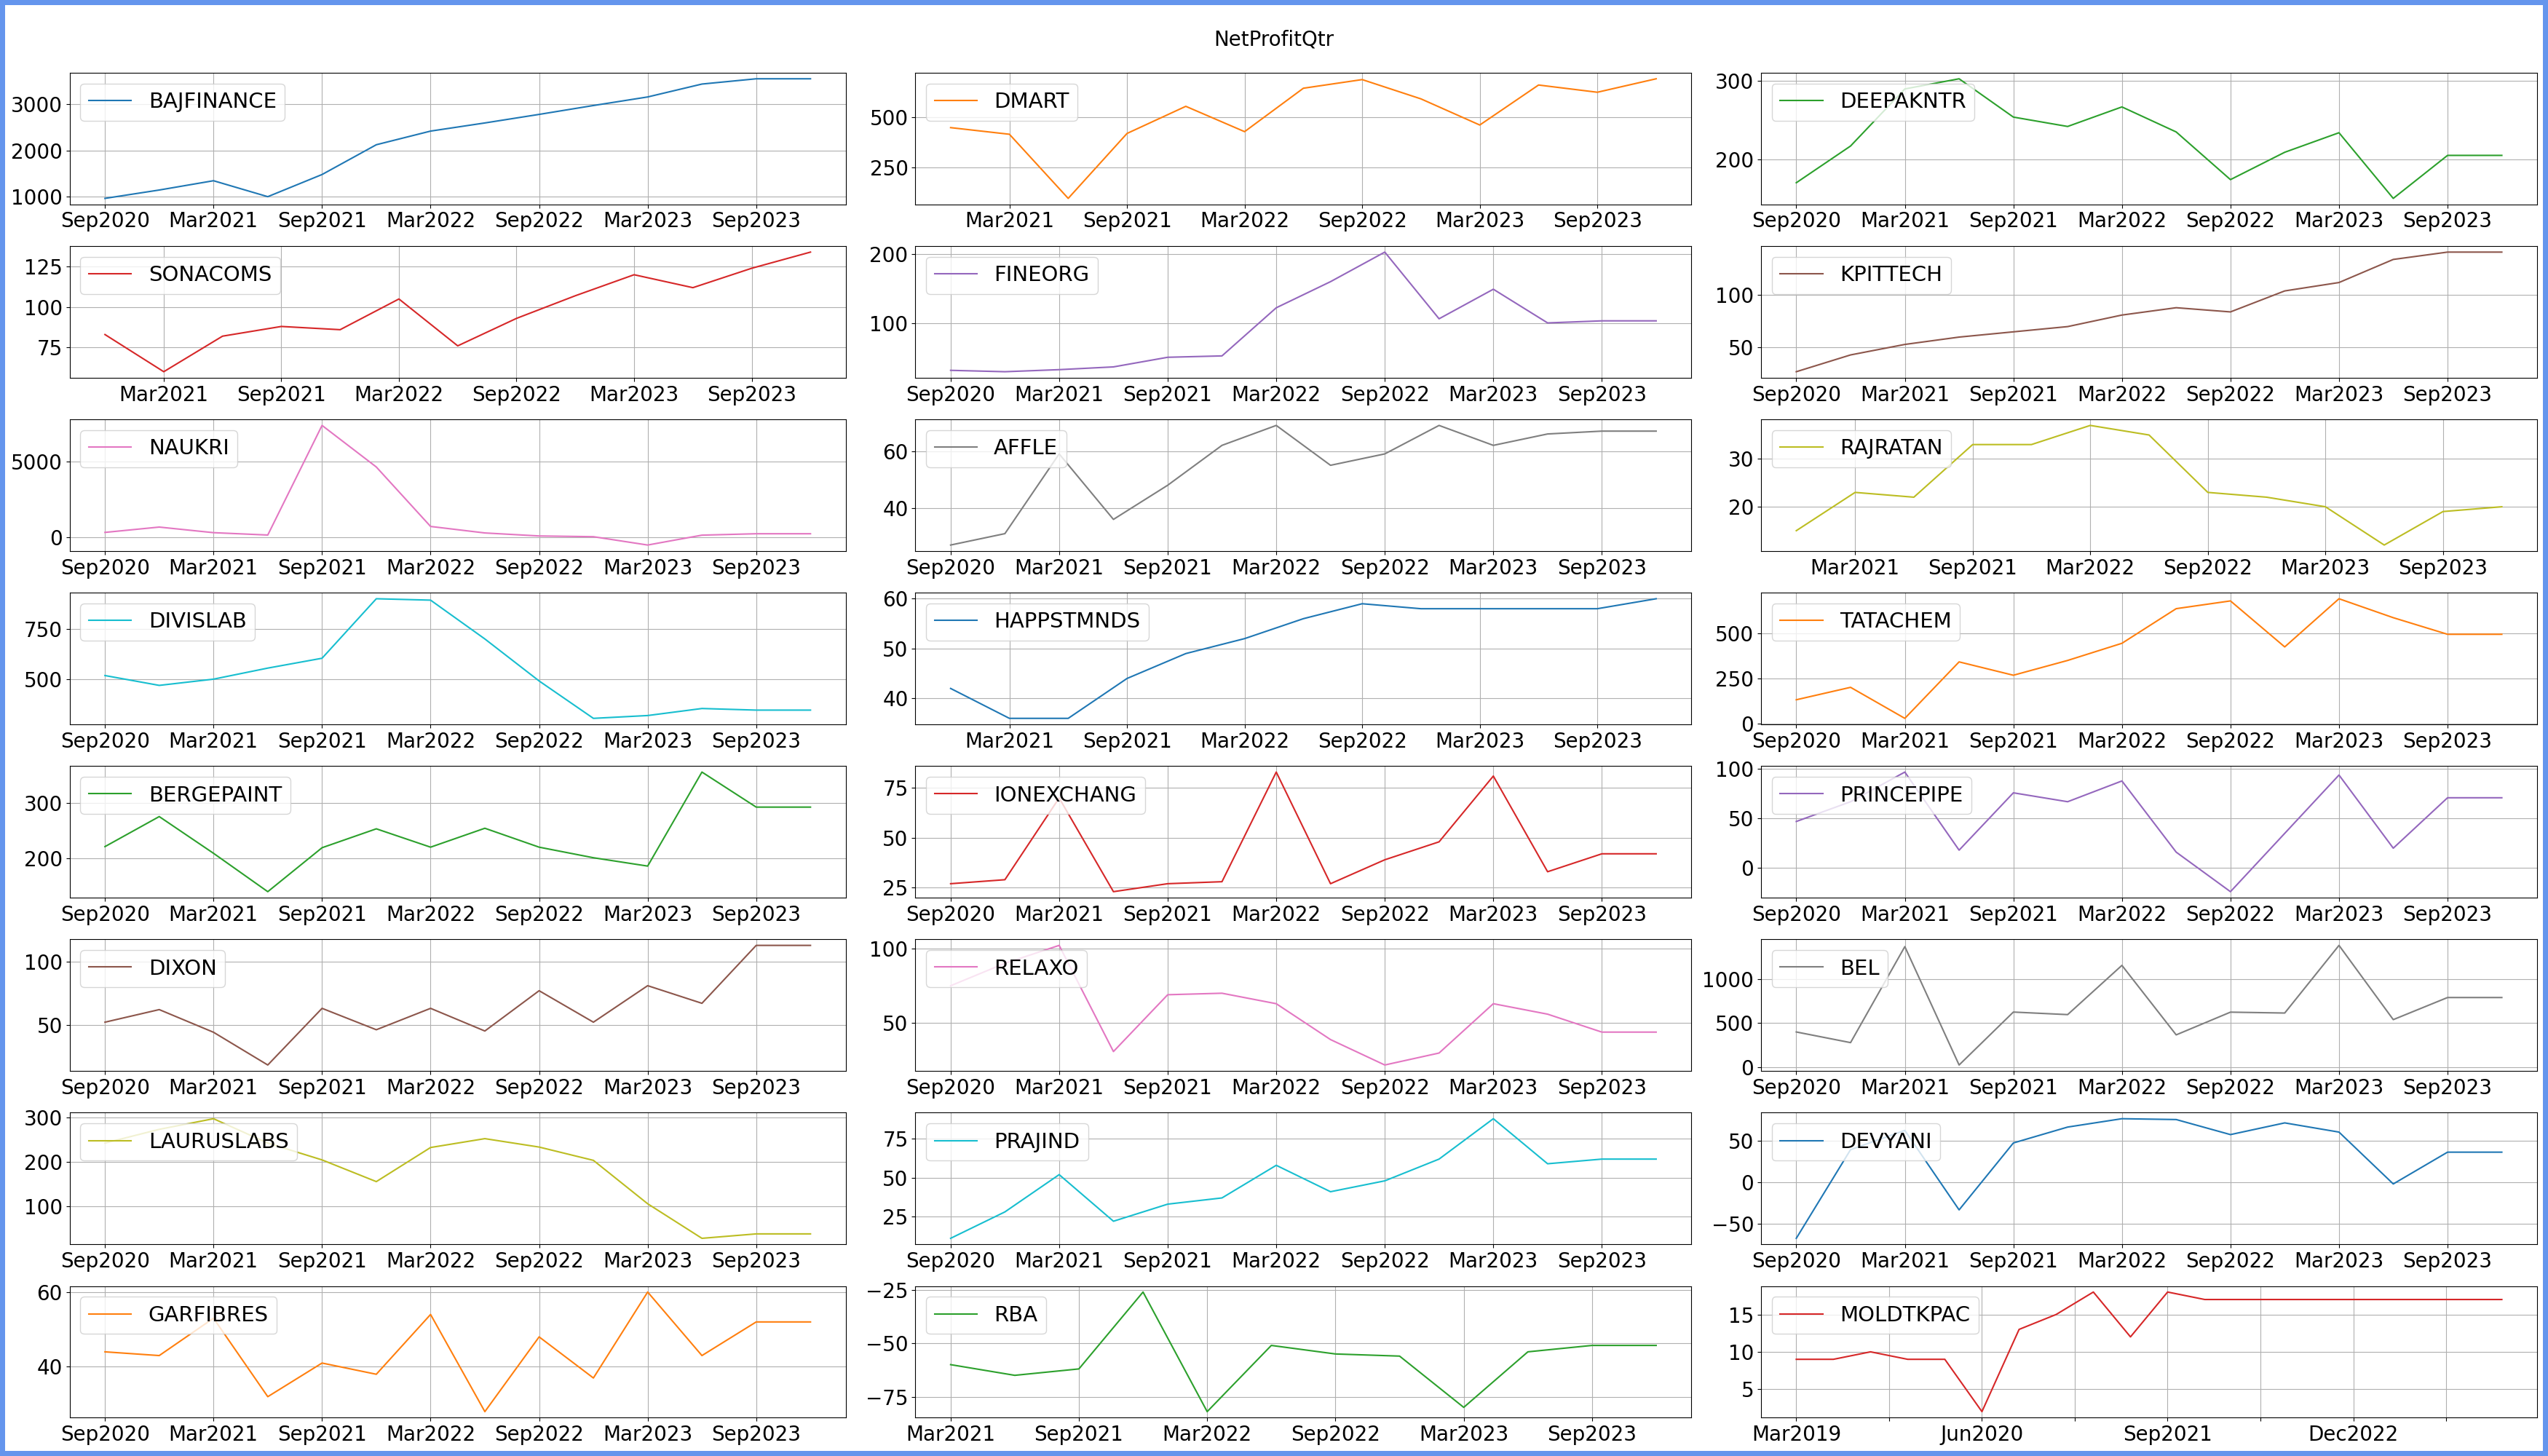 NetProfitQtr
BAJFINANCE
3000
2000
1000
Sep2020 Mar2021 Sep2021 Mar2022 Sep2022 Mar2023 Sep2023
DMART
500
250
Mar2021 Sep2021 Mar2022 Sep2022 Mar2023 Sep2023
DEEPAKNTR
300
200
Sep2020 Mar2021 Sep2021 Mar2022 Sep2022 Mar2023 Sep2023
SONACOMS
125
100
75
Mar2021 Sep2021 Mar2022 Sep2022 Mar2023 Sep2023
FINEORG
200
100
Sep2020 Mar2021 Sep2021 Mar2022 Sep2022 Mar2023 Sep2023
KPITTECH
100
50
Sep2020 Mar2021 Sep2021 Mar2022 Sep2022 Mar2023 Sep2023
NAUKRI
5000
0
Sep2020 Mar2021 Sep2021 Mar2022 Sep2022 Mar2023 Sep2023
AFFLE
60
40
Sep2020 Mar2021 Sep2021 Mar2022 Sep2022 Mar2023 Sep2023
RAJRATAN
30
20
Mar2021 Sep2021 Mar2022 Sep2022 Mar2023 Sep2023
DIVISLAB
750
500
Sep2020 Mar2021 Sep2021 Mar2022 Sep2022 Mar2023 Sep2023
HAPPSTMNDS
60
50
40
Mar2021 Sep2021 Mar2022 Sep2022 Mar2023 Sep2023
TATACHEM
500
250
0
Sep2020 Mar2021 Sep2021 Mar2022 Sep2022 Mar2023 Sep2023
BERGEPAINT
300
200
Sep2020 Mar2021 Sep2021 Mar2022 Sep2022 Mar2023 Sep2023
IONEXCHANG
75
50
25
Sep2020 Mar2021 Sep2021 Mar2022 Sep2022 Mar2023 Sep2023
PRINCEPIPE
100
50
0
Sep2020 Mar2021 Sep2021 Mar2022 Sep2022 Mar2023 Sep2023
DIXON
100
50
Sep2020 Mar2021 Sep2021 Mar2022 Sep2022 Mar2023 Sep2023
RELAXO
100
50
Sep2020 Mar2021 Sep2021 Mar2022 Sep2022 Mar2023 Sep2023
BEL
1000
500
0
Sep2020 Mar2021 Sep2021 Mar2022 Sep2022 Mar2023 Sep2023
LAURUSLABS
300
200
100
Sep2020 Mar2021 Sep2021 Mar2022 Sep2022 Mar2023 Sep2023
PRAJIND
75
50
25
Sep2020 Mar2021 Sep2021 Mar2022 Sep2022 Mar2023 Sep2023
DEVYANI
50
0
−50
Sep2020 Mar2021 Sep2021 Mar2022 Sep2022 Mar2023 Sep2023
GARFIBRES
60
40
Sep2020 Mar2021 Sep2021 Mar2022 Sep2022 Mar2023 Sep2023
RBA
−25
−50
−75
Mar2021 Sep2021 Mar2022 Sep2022 Mar2023 Sep2023
MOLDTKPAC
15
10
5
Mar2019 Jun2020 Sep2021 Dec2022